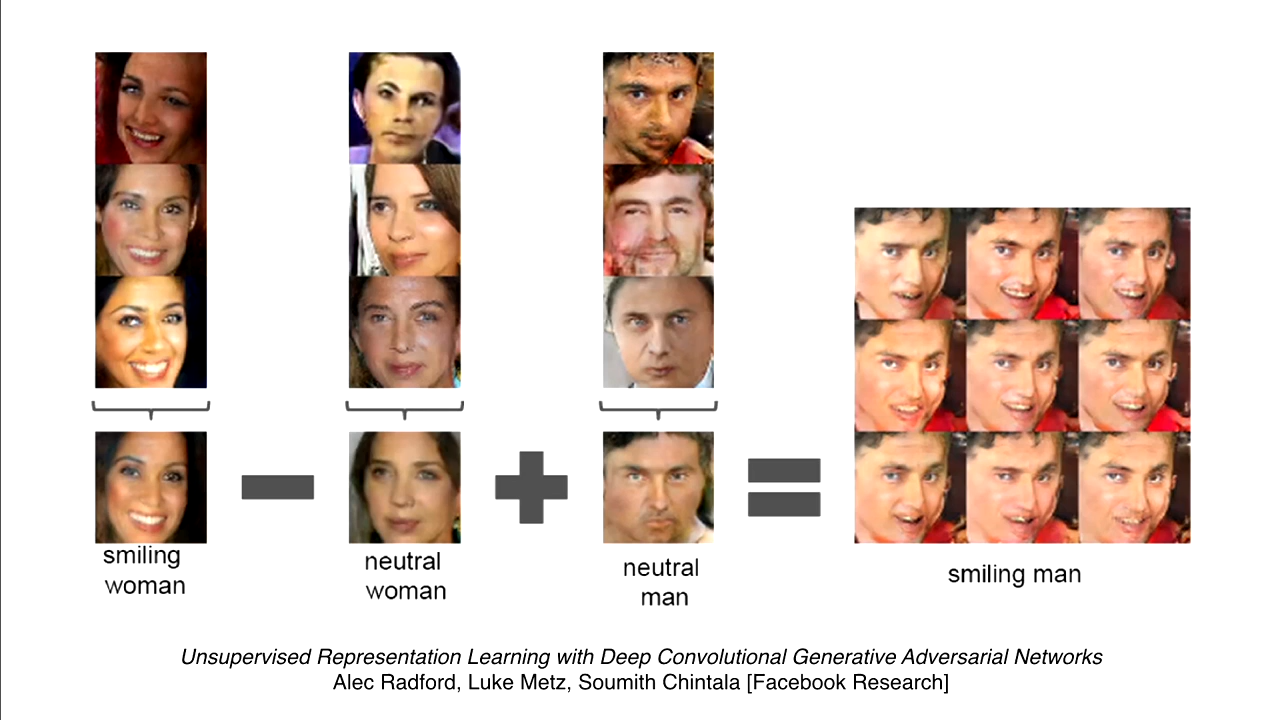 smiling
woman
neutral
woman
neutral
man
smiling man
Unsupervised Representation Learning with Deep Convolutional Generative Adversarial Networks
Alec Radford, Luke Metz, Soumith Chintala [Facebook Research]